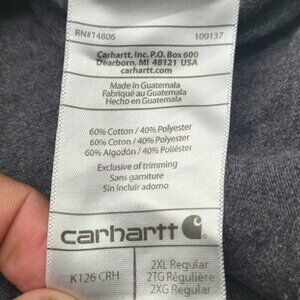 RN#14806 100137
Carhartt, Inc. P.O. Box 600
Dearborn, MI 48121 USA
carhartt.com
Made in Guatemala
Fabriqué au Guatemala
Hecho en Guatemala
60% Cotton / 40% Polyester
60% Coton / 40% Polyester
60% Algodón / 40% Poliéster
Exclusive of trimming
Sans garniture
Sin incluir adorno
carhartt
K126 CRH
2XL Regular
2TG Régulière
2XG Regular